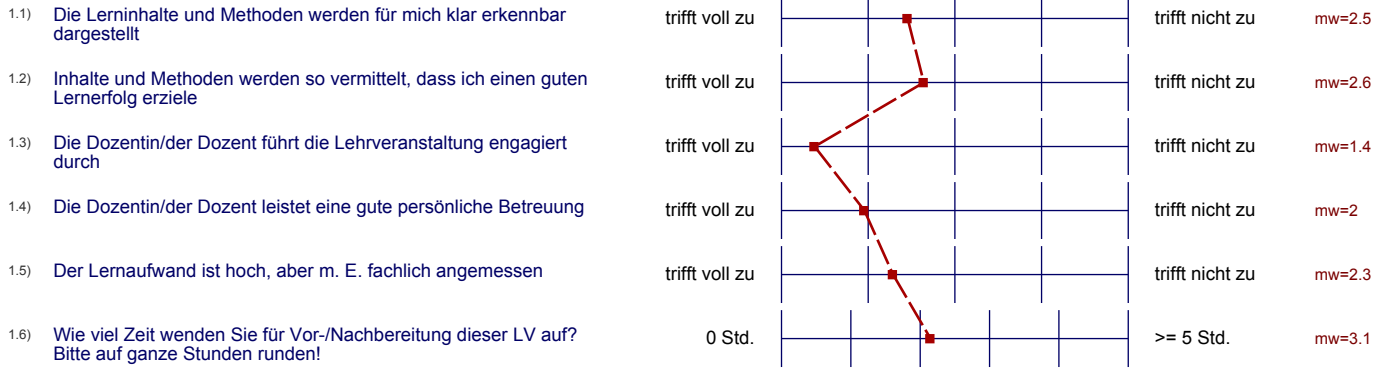 1.1) Die Lerninhalte und Methoden werden für mich klar erkennbar trifft voll zu trifft nicht zu mw=2.5
dargestellt
1.2) Inhalte und Methoden werden so vermittelt, dass ich einen guten trifft voll zu trifft nicht zu mw=2.6
Lernerfolg erziele
1.3) Die Dozentin/der Dozent führt die Lehrveranstaltung engagiert trifft voll zu trifft nicht zu mw=1.4
durch
1.4) Die Dozentin/der Dozent leistet eine gute persönliche Betreuung trifft voll zu trifft nicht zu mw=2
1.5) Der Lernaufwand ist hoch, aber m. E. fachlich angemessen trifft voll zu trifft nicht zu mw=2.3
1.6) Wie viel Zeit wenden Sie für Vor-/Nachbereitung dieser LV auf? 0 Std. >= 5 Std. mw=3.1
Bitte auf ganze Stunden runden!